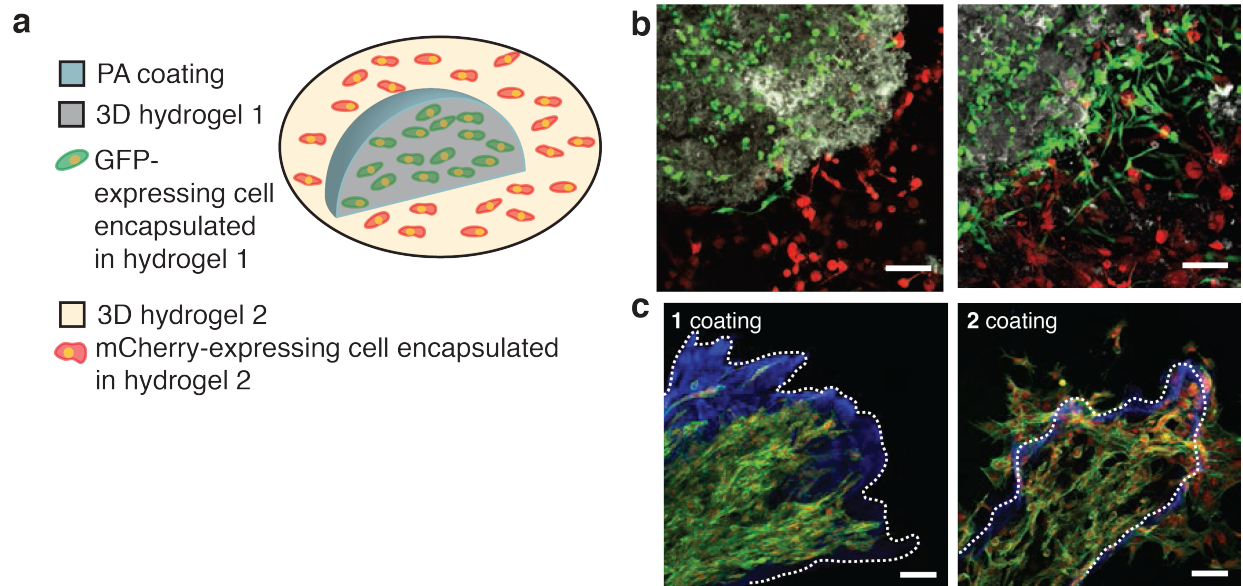 a
PA coating
3D hydrogel 1
GFP-
expressing cell
encapsulated
in hydrogel 1
3D hydrogel 2
mCherry-expressing cell encapsulated
in hydrogel 2
b
c
1 coating
2 coating